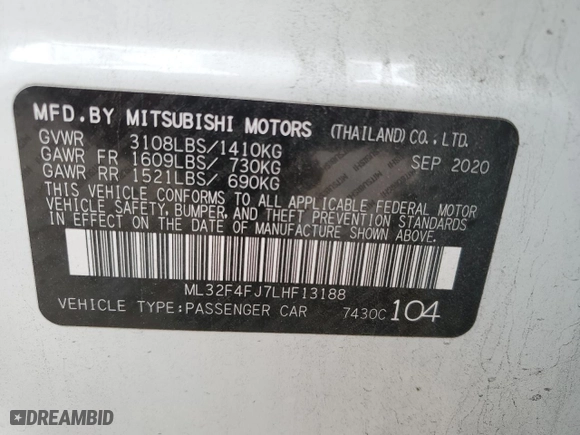 MFD.BY MITSUBISHI MOTORS (THAILAND)CO.,LTD.
GVWR 3108LBS/1410KG SEP 2020
GAWR FR 1609LBS/ 730KG
GAWR RR 1521LBS/ 690KG
THIS VEHICLE CONFORMS TO ALL APPLICABLE FEDERAL MOTOR
VEHICLE SAFETY, BUMPER, AND THEFT PREVENTION STANDARDS
IN EFFECT ON THE DATE OF MANUFACTURE SHOWN ABOVE.
ML32F4FJ7LHF13188
VEHICLE TYPE:PASSENGER CAR 7430C 104
DREAMBID